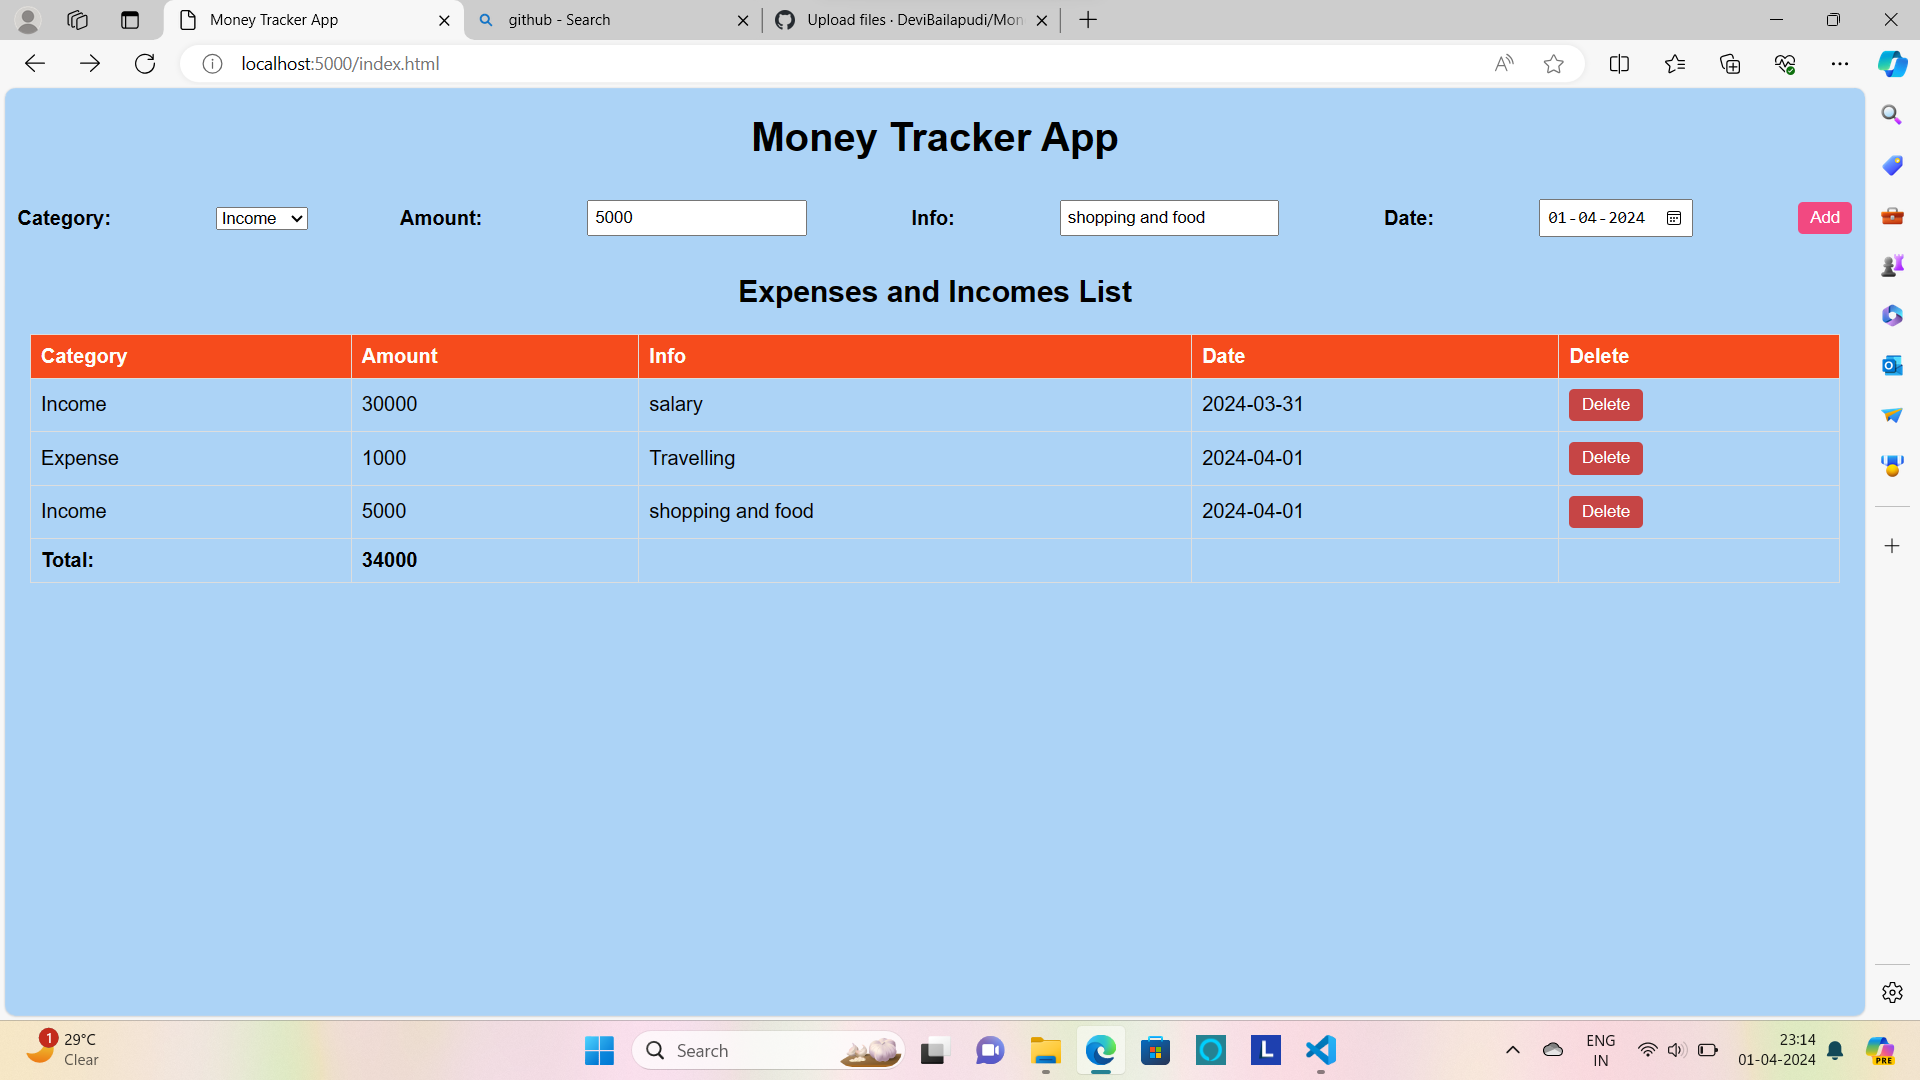 Money Tracker App
github - Search
Upload files · DeviBailapudi/Mon
localhost:5000/index.html
Money Tracker App
Category: Income Amount: 5000 Info: shopping and food Date: 01-04-2024 Add
Expenses and Incomes List
Category Amount Info Date Delete
Income 30000 salary 2024-03-31 Delete
Expense 1000 Travelling 2024-04-01 Delete
Income 5000 shopping and food 2024-04-01 Delete
Total: 34000
1
29°C
Clear
Search
L
ENG
IN
23:14
01-04-2024
PRE